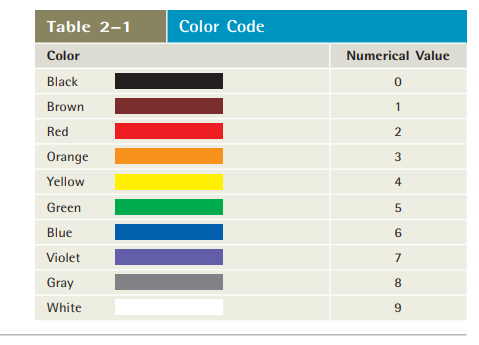 Table 2–1 Color Code
Color Numerical Value
Black 0
Brown 1
Red 2
Orange 3
Yellow 4
Green 5
Blue 6
Violet 7
Gray 8
White 9